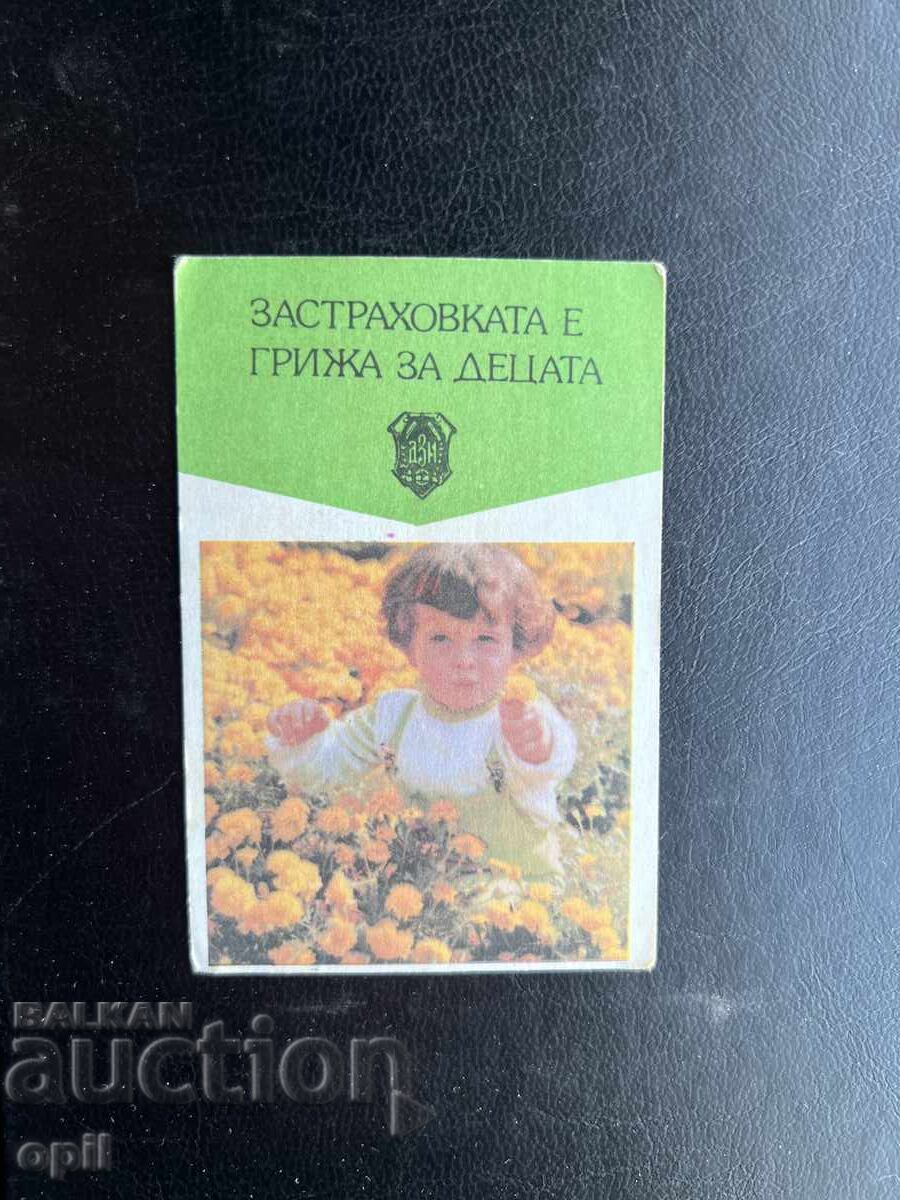 ЗАСТРАХОВКАТА Е
ГРИЖА ЗА ДЕЦАТА
ДЗИ
BALKAN
auction
opil